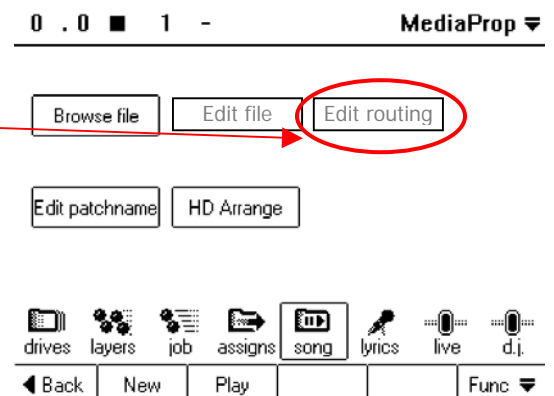 0 .0 ■ 1 - MediaProp
Browse file Edit file Edit routing
Edit patchname HD Arrange
drives layers job assigns song lyrics live d.j.
Back New Play Func